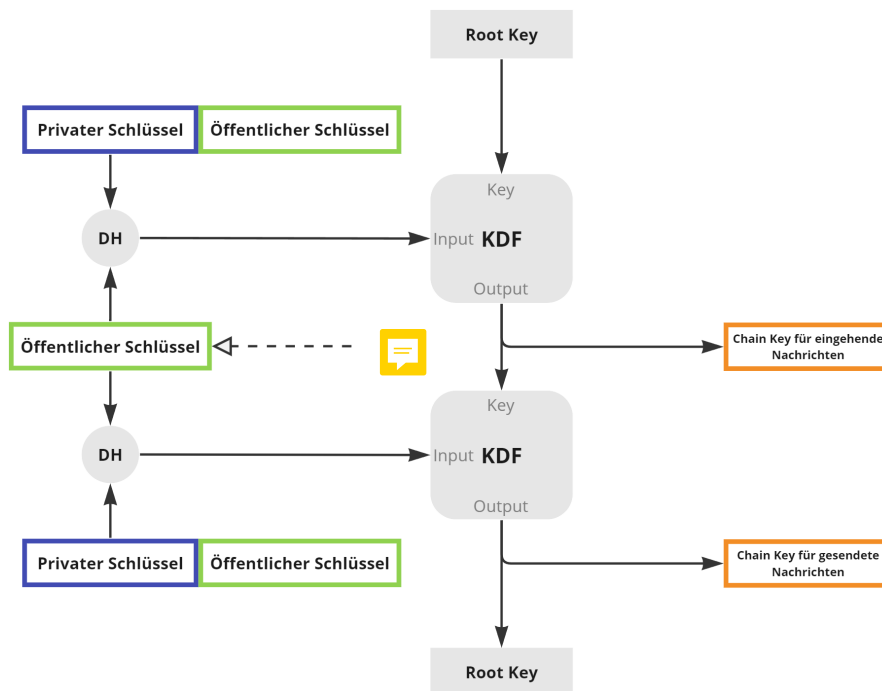 Root Key
Privater Schlüssel
Öffentlicher Schlüssel
Key
DH
Input
KDF
Output
Öffentlicher Schlüssel
Chain Key für eingehende
Nachrichten
Key
DH
Input
KDF
Output
Privater Schlüssel
Öffentlicher Schlüssel
Chain Key für gesendete
Nachrichten
Root Key